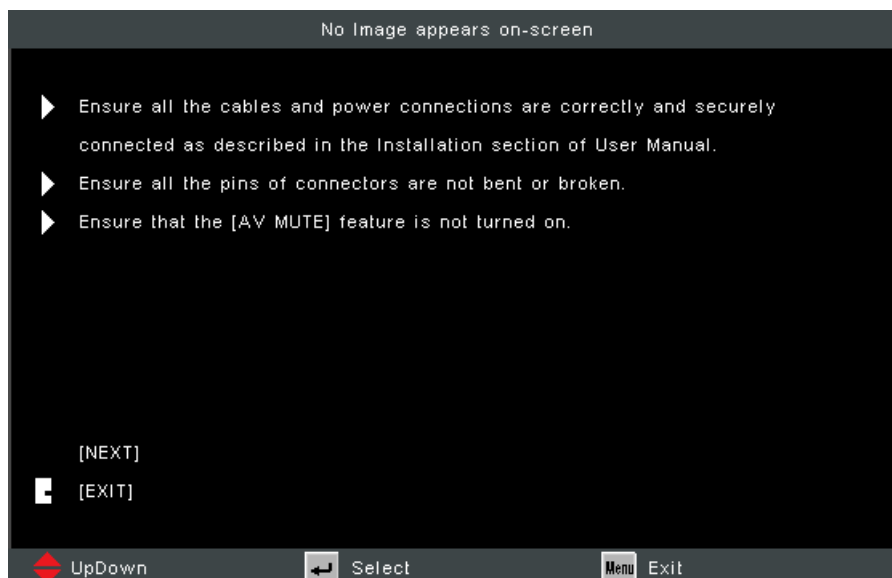 No Image appears on-screen
Ensure all the cables and power connections are correctly and securely
connected as described in the Installation section of User Manual.
Ensure all the pins of connectors are not bent or broken.
Ensure that the [AV MUTE] feature is not turned on.
[NEXT]
[EXIT]
UpDown Select Menu Exit